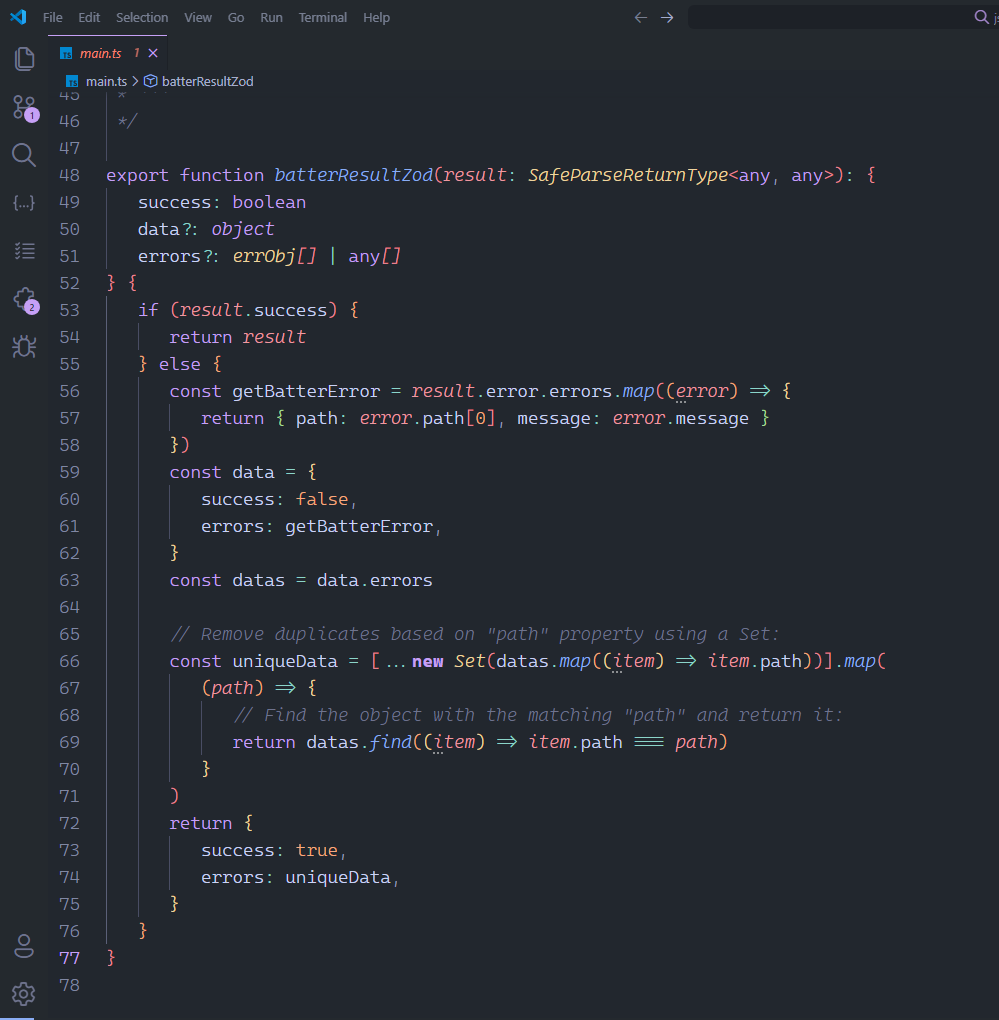 File Edit Selection View Go Run Terminal Help
TS main.ts 1
TS main.ts > batterResultZod
45 *
46 */
47
48 export function batterResultZod(result: SafeParseReturnType<any, any>): {
49 success: boolean
50 data?: object
51 errors?: errObj[] | any[]
52 } {
53 if (result.success) {
54 return result
55 } else {
56 const getBatterError = result.error.errors.map((error) => {
57 return { path: error.path[0], message: error.message }
58 })
59 const data = {
60 success: false,
61 errors: getBatterError,
62 }
63 const datas = data.errors
64
65 // Remove duplicates based on "path" property using a Set:
66 const uniqueData = [...new Set(datas.map((item) => item.path))].map(
67 (path) => {
68 // Find the object with the matching "path" and return it:
69 return datas.find((item) => item.path === path)
70 }
71 )
72 return {
73 success: true,
74 errors: uniqueData,
75 }
76 }
77 }
78
1
{...}
2